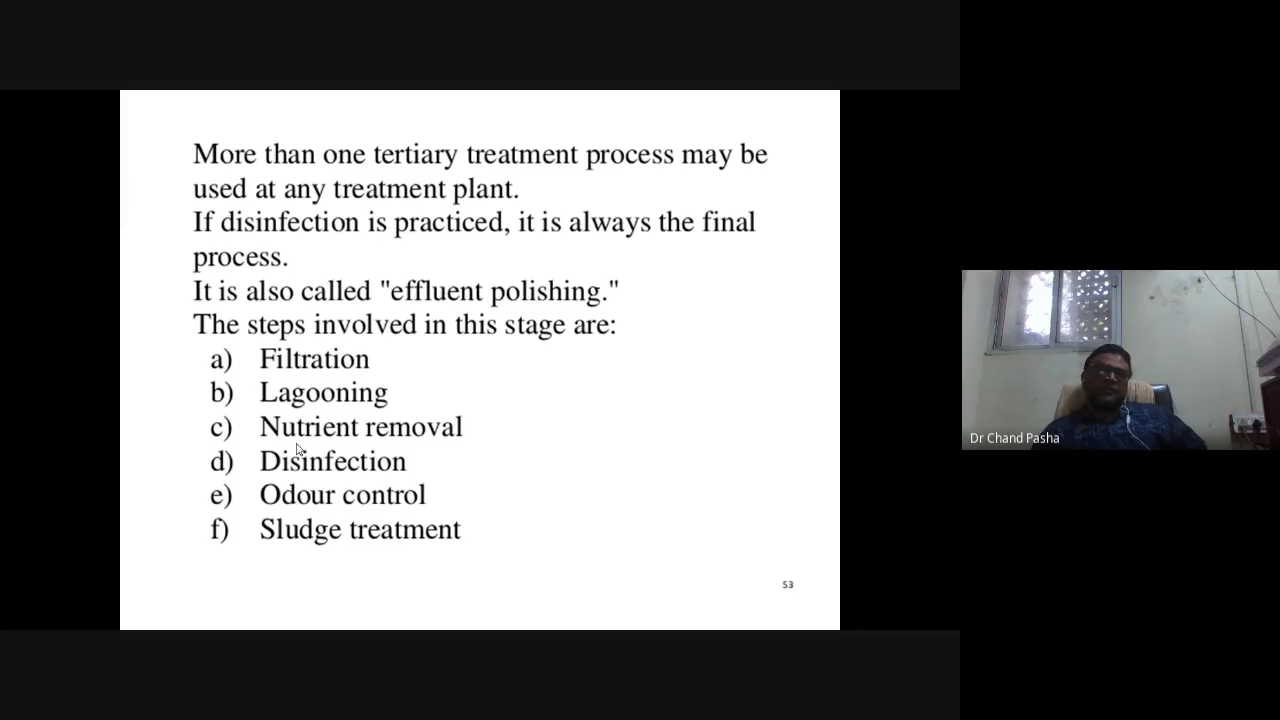 More than one tertiary treatment process may be
used at any treatment plant.
If disinfection is practiced, it is always the final
process.
It is also called "effluent polishing."
The steps involved in this stage are:
a) Filtration
b) Lagooning
c) Nutrient removal
d) Disinfection
e) Odour control
f) Sludge treatment
53
Dr Chand Pasha